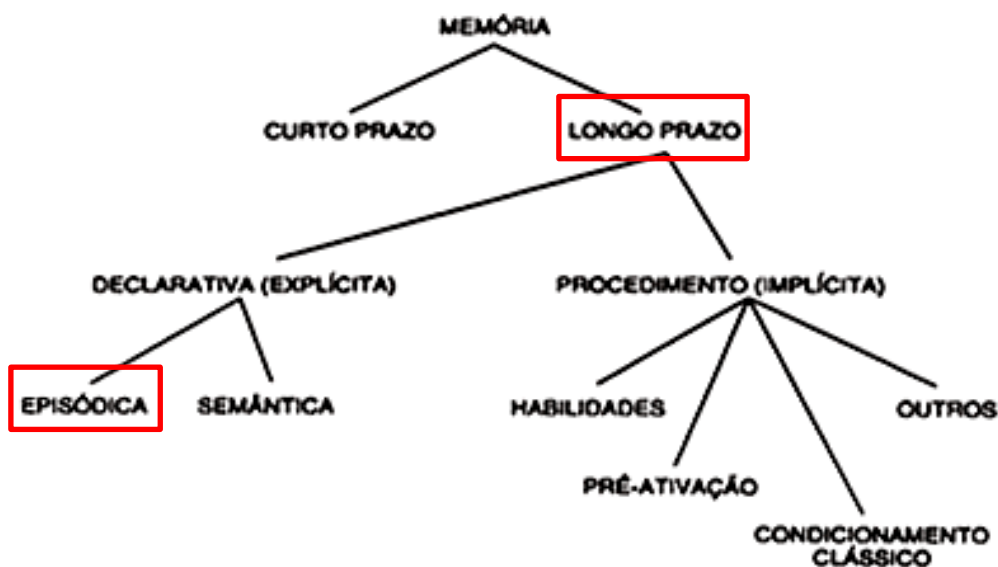 MEMÓRIA
CURTO PRAZO
LONGO PRAZO
DECLARATIVA (EXPLÍCITA)
PROCEDIMENTO (IMPLÍCITA)
EPISÓDICA
SEMÂNTICA
HABILIDADES
OUTROS
PRÉ-ATIVAÇÃO
CONDICIONAMENTO
CLÁSSICO